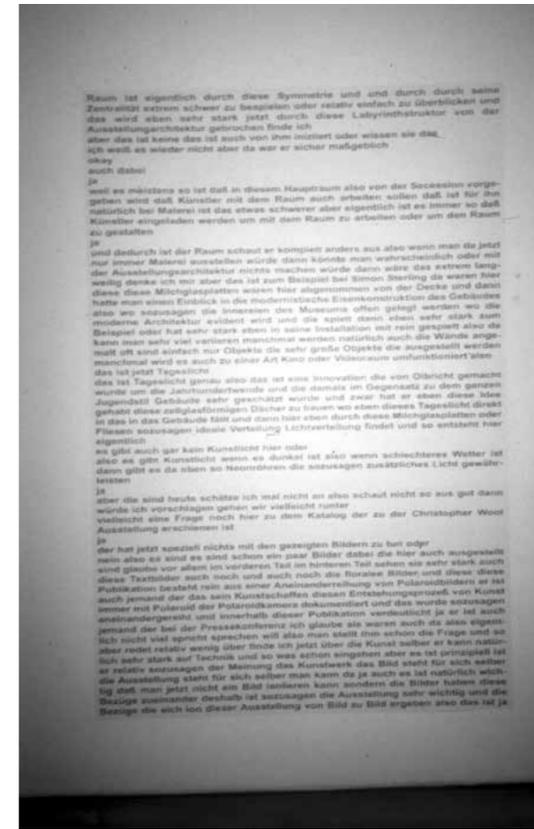 Raum ist eigentlich durch diese Symmetrie und und durch durch seine
Zentralität extrem schwer zu bespielen oder relativ einfach zu überblicken und
das wird eben sehr stark jetzt durch diese Labyrinthstruktur von der
Ausstellungarchitektur gebrochen finde ich
aber das ist keine das ist auch von ihm iniziiert oder wissen sie das
ich weiß es wieder nicht aber da war er sicher maßgeblich
okay
auch dabei
ja
weil es meistens so ist daß in diesem Hauptraum also von der Secession vorge-
geben wird daß Künstler mit dem Raum auch arbeiten sollen daß ist für ihn
natürlich bei Malerei ist das etwas schwerer aber eigentlich ist es immer so daß
Künstler eingeladen werden um mit dem Raum zu arbeiten oder um den Raum
zu gestalten
ja
und dedurch ist der Raum schaut er komplett anders aus also wenn man da jetzt
nur immer Malerei ausstellen würde dann könnte man wahrscheinlich oder mit
der Ausstellungsarchitektur nichts machen würde dann wäre das extrem lang-
weilig denke ich mir aber das ist zum Beispiel bei Simon Sterling da waren hier
diese diese Milchglasplatten waren hier abgenommen von der Decke und dann
hatte man einen Einblick in die modernistische Eisenkonstruktion des Gebäudes
also wo sozusagen die Innereien des Museums offen gelegt werden wo die
moderne Architektur evident wird und die spielt dann eben sehr stark zum
Beispiel oder hat sehr stark eben in seine Installation mit rein gespielt also da
kann man sehr viel variieren manchmal werden natürlich auch die Wände ange-
malt oft sind einfach nur Objekte die sehr große Objekte die ausgestellt werden
manchmal wird es auch zu einer Art Kino oder Videoraum umfunktioniert also
das ist jetzt Tageslicht
das ist Tageslicht genau also das ist eine Innovation die von Olbricht gemacht
wurde um die Jahrhundertwende und die damals im Gegensatz zu dem ganzen
Jugendstil Gebäude sehr geschätzt wurde und zwar hat er eben diese Idee
gehabt diese zeltglasförmigen Dächer zu bauen wo eben dieses Tageslicht direkt
in das in das Gebäude fällt und dann hier eben durch diese Milchglasplatten oder
Fliesen sozusagen ideale Verteilung Lichtverteilung findet und so entsteht hier
eigentlich
es gibt auch gar kein Kunstlicht hier oder
also es gibt Kunstlicht wenn es dunkel ist also wenn schlechteres Wetter ist
dann gibt es da oben so Neonröhren die sozusagen zusätzliches Licht gewähr-
leisten
ja
aber die sind heute schätze ich mal nicht an also schaut nicht so aus gut dann
würde ich vorschlagen gehen wir vielleicht runter
vielleicht eine Frage noch hier zu dem Katalog der zu der Christopher Wool
Ausstellung erschienen ist
ja
der hat jetzt speziell nichts mit den gezeigten Bildern zu tun oder
nein also es sind es sind schon ein paar Bilder dabei die hier auch ausgestellt
sind glaube vor allem im vorderen Teil im hinteren Teil sehen sie sehr stark auch
diese Textbilder auch noch und auch noch die floralen Bilder und diese diese
Publikation besteht rein aus einer Aneinanderreihung von Polaroidbildern er ist
auch jemand der das sein Kunstschaffen diesen Entstehungsprozeß von Kunst
immer mit Polaroid der Polaroidkamera dokumentiert und das wurde sozusagen
aneinandergereiht und innerhalb dieser Publikation verdeutlicht ja er ist auch
jemand der bei der Pressekonferenz ich glaube sie waren auch da also eigent-
lich nicht viel spricht sprechen will also man stellt ihm schon die Frage und so
aber redet relativ wenig über finde ich jetzt über die Kunst selber er kann natür-
lich sehr stark auf Technik und so was schon eingehen aber es ist prinzipiell ist
er relativ sozusagen der Meinung das Kunstwerk das Bild steht für sich selber
die Ausstellung steht für sich selber man kann da ja auch es ist natürlich wich-
tig daß man jetzt nicht ein Bild isolieren kann sondern die Bilder haben diese
Bezüge zueinander deshalb ist sozusagen die Ausstellung sehr wichtig und die
Bezüge die sich ion dieser Ausstellung von Bild zu Bild ergeben also das ist ja